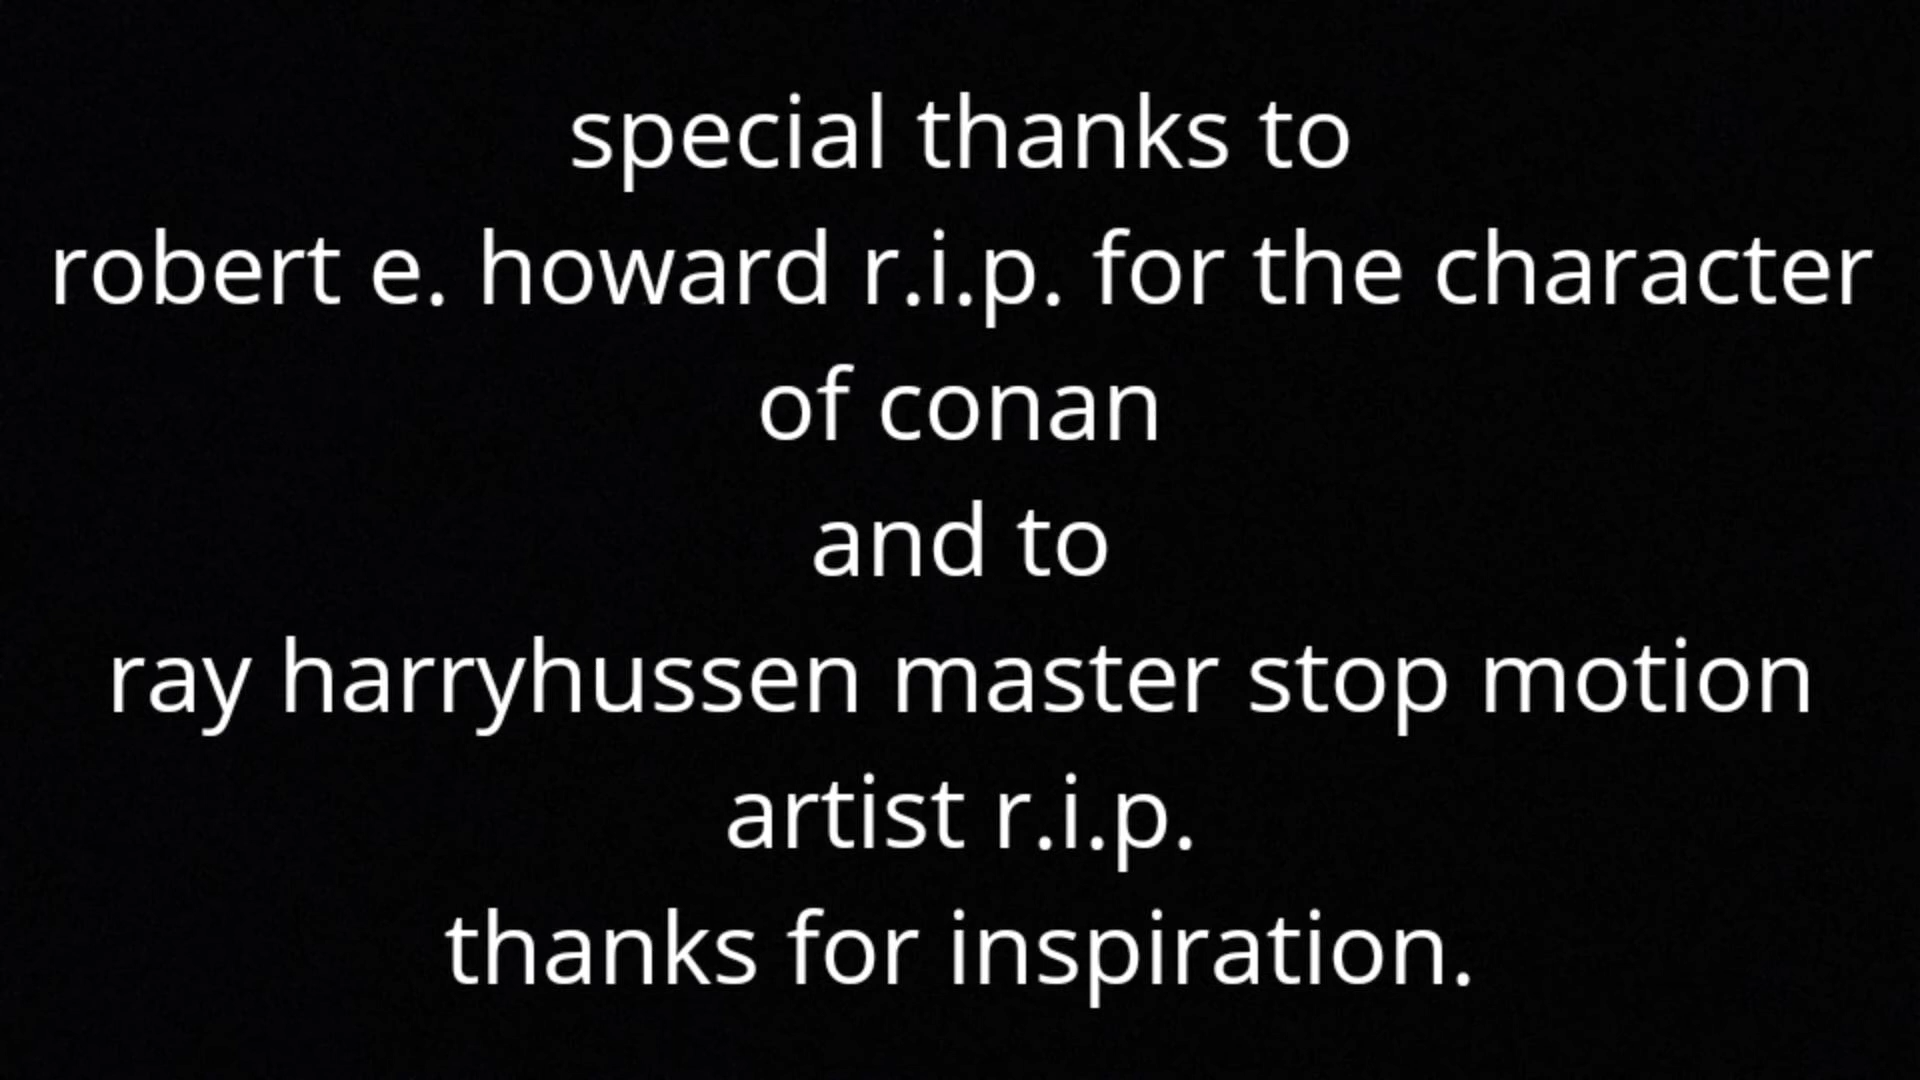 special thanks to
robert e. howard r.i.p. for the character
of conan
and to
ray harryhussen master stop motion
artist r.i.p.
thanks for inspiration.